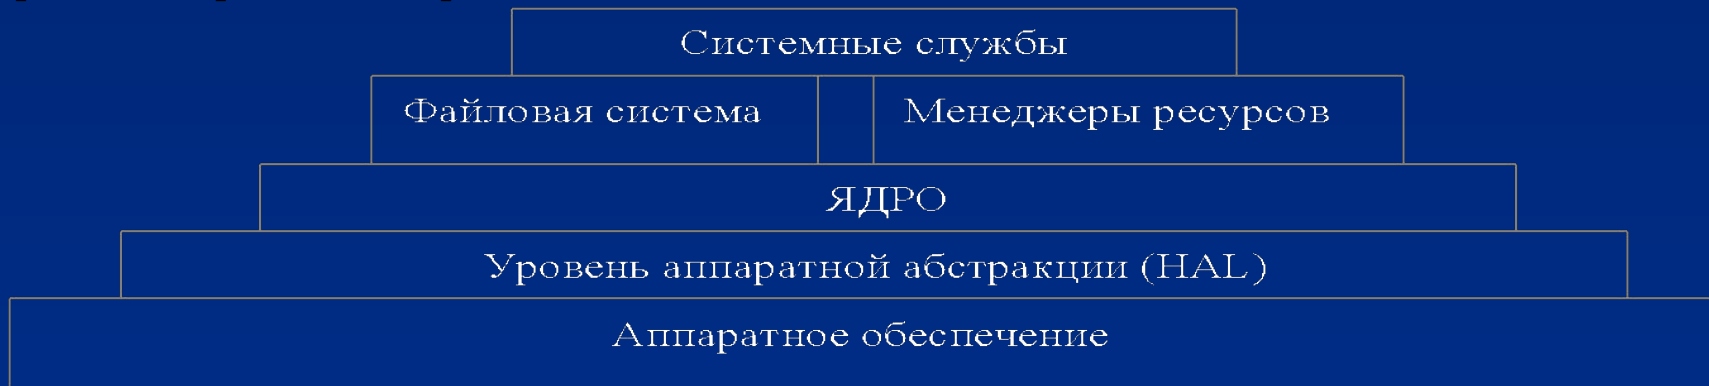 Системные службы
Файловая система Менеджеры ресурсов
ЯДРО
Уровень аппаратной абстракции (HAL)
Аппаратное обеспечение